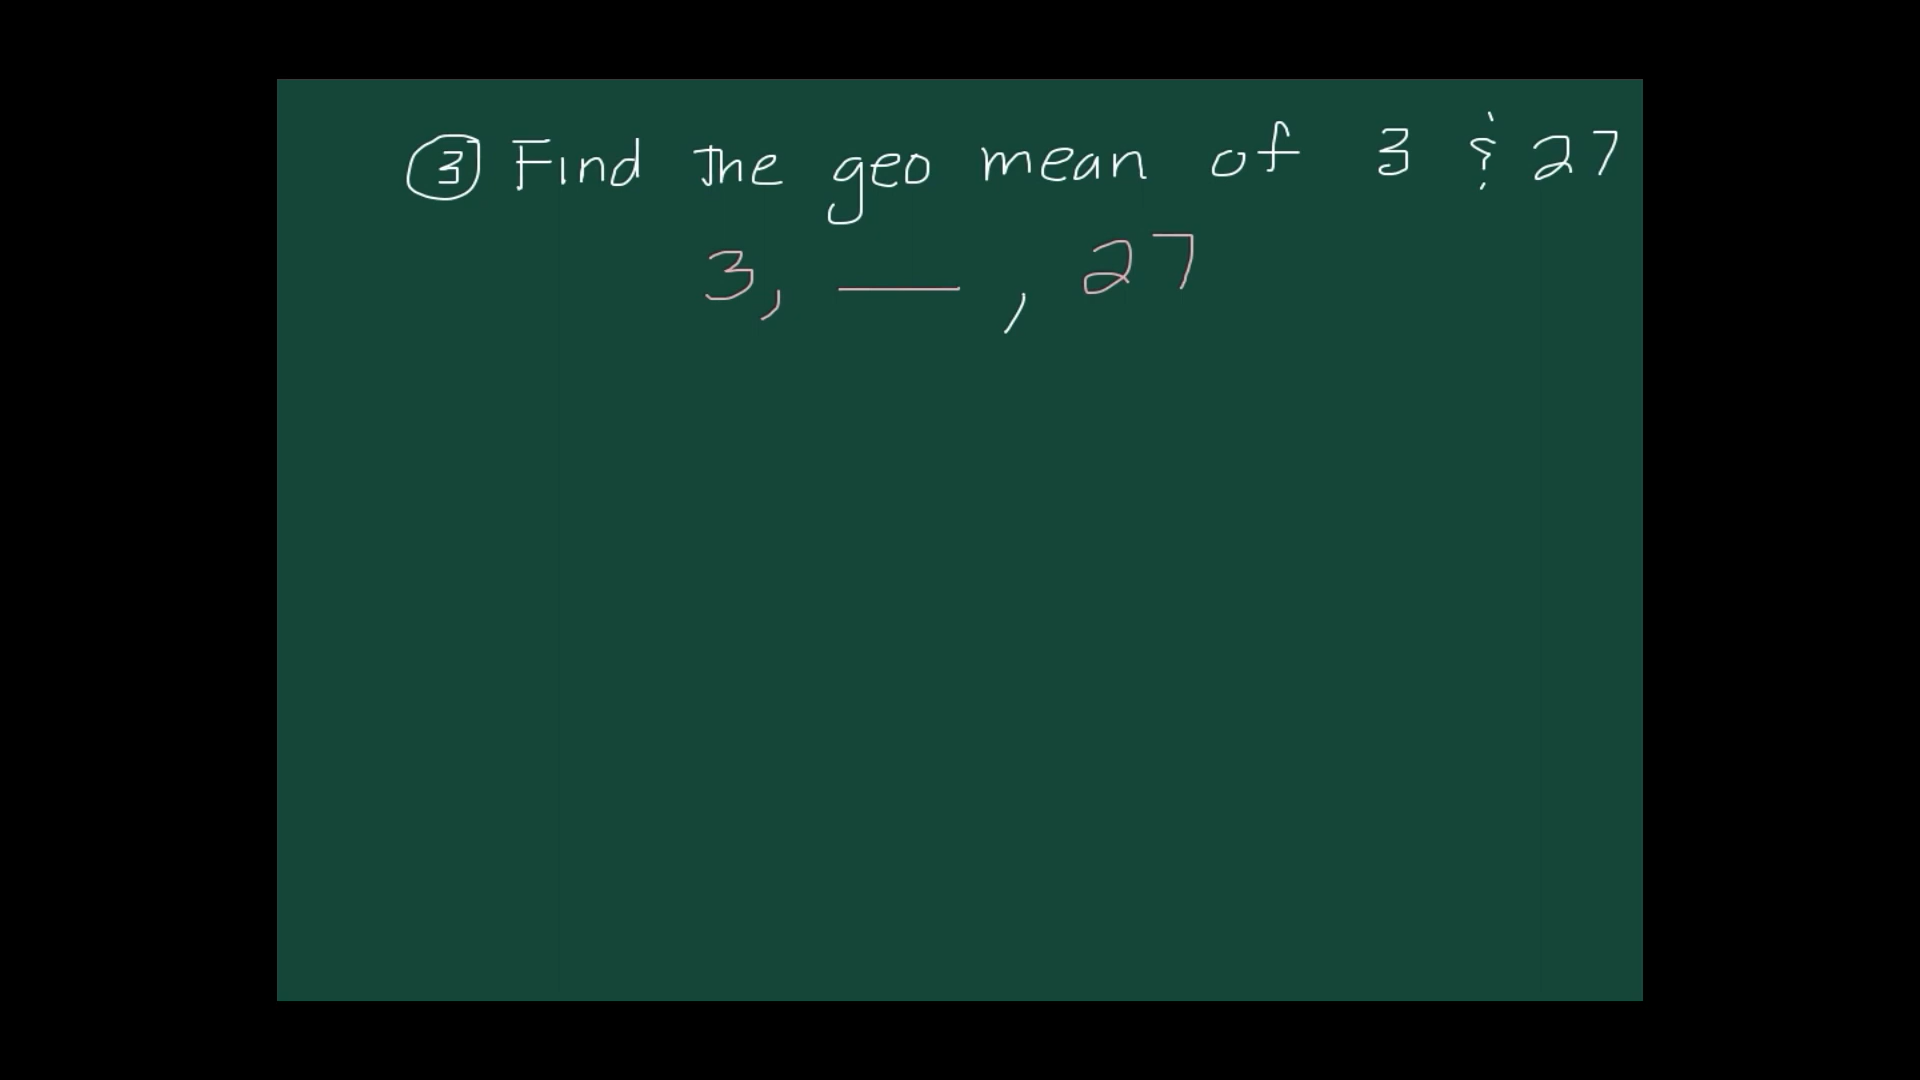 ③ Find The geo mean of 3 & 27
3, ___ , 27